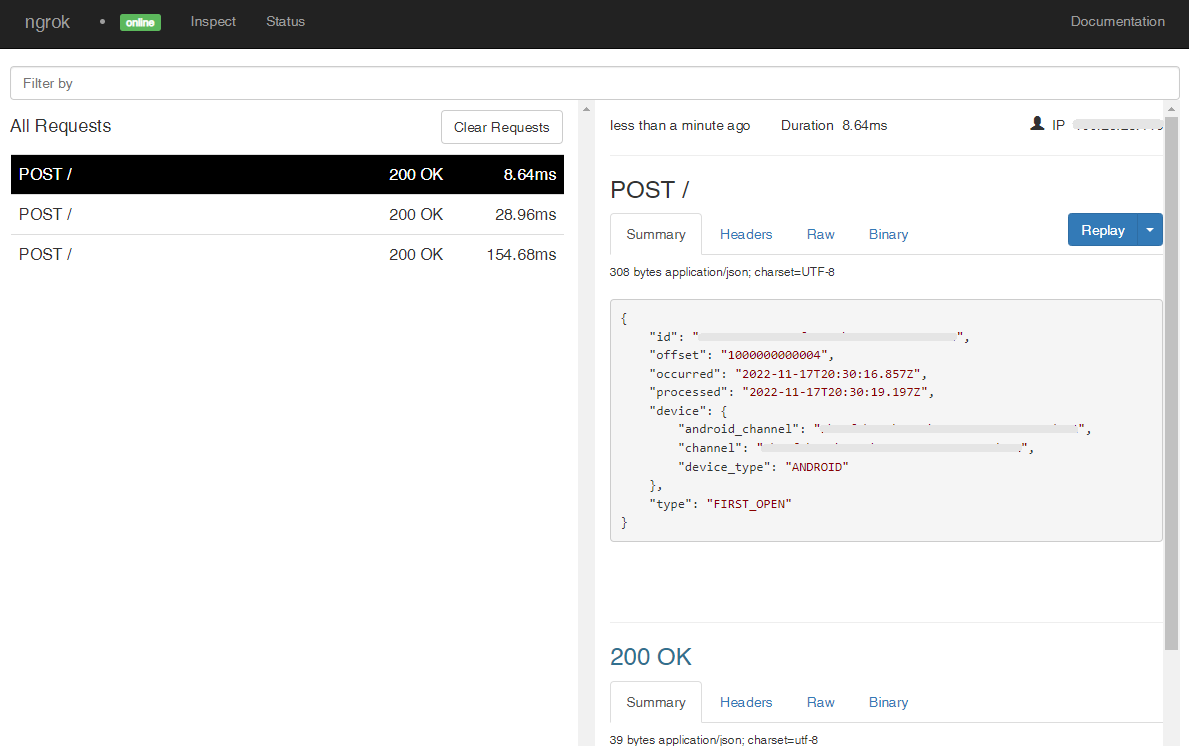 ngrok • online Inspect Status Documentation
Filter by
All Requests Clear Requests
POST / 200 OK 8.64ms
POST / 200 OK 28.96ms
POST / 200 OK 154.68ms
less than a minute ago Duration 8.64ms IP
POST /
Summary Headers Raw Binary Replay
308 bytes application/json; charset=UTF-8
{
"id": "",
"offset": "1000000000004",
"occurred": "2022-11-17T20:30:16.857Z",
"processed": "2022-11-17T20:30:19.197Z",
"device": {
"android_channel": "",
"channel": "",
"device_type": "ANDROID"
},
"type": "FIRST_OPEN"
}
200 OK
Summary Headers Raw Binary
39 bytes application/json; charset=utf-8